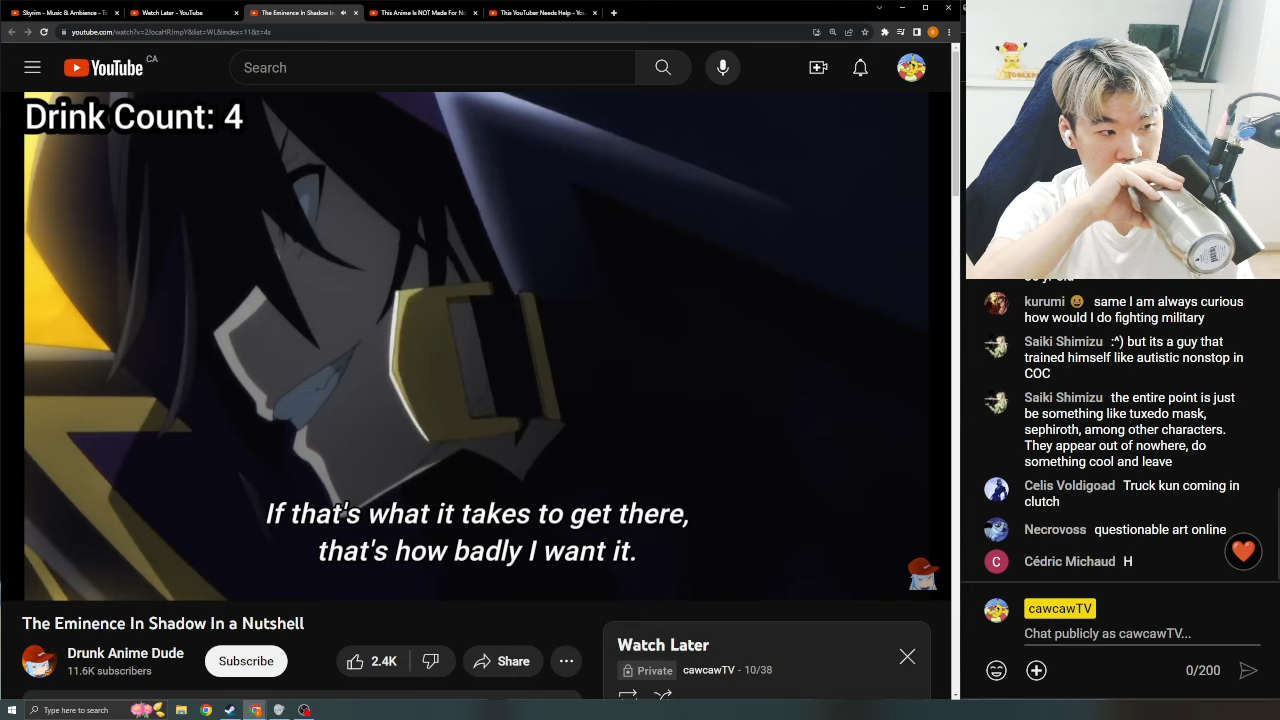 Skyrim - Music & Ambience - T
Watch Later - YouTube
The Eminence In Shadow In
This Anime Is NOT Made For N
This YouTuber Needs Help - You
youtube.com/watch?v=2JocaHRJmpY&list=WL&index=11&t=4s
YouTube CA
Search
Drink Count: 4
If that's what it takes to get there,
that's how badly I want it.
The Eminence In Shadow In a Nutshell
Drunk Anime Dude
11.6K subscribers
Subscribe
2.4K
Share
Watch Later
Private cawcawTV - 10/38
kurumi same I am always curious
how would I do fighting military
Saiki Shimizu :^) but its a guy that
trained himself like autistic nonstop in
COC
Saiki Shimizu the entire point is just
be something like tuxedo mask,
sephiroth, among other characters.
They appear out of nowhere, do
something cool and leave
Celis Voldigoad Truck kun coming in
clutch
Necrovoss questionable art online
C Cédric Michaud H
cawcawTV
Chat publicly as cawcawTV...
0/200
Type here to search